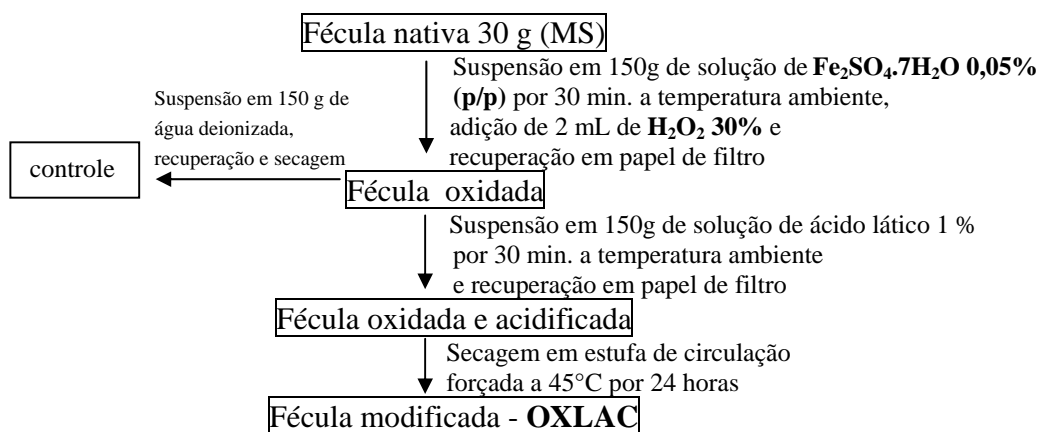 Fécula nativa 30 g (MS)
Suspensão em 150g de solução de Fe₂SO₄.7H₂O 0,05%
(p/p) por 30 min. a temperatura ambiente,
adição de 2 mL de H₂O₂ 30% e
recuperação em papel de filtro
Suspensão em 150 g de
água deionizada,
recuperação e secagem
controle
Fécula oxidada
Suspensão em 150g de solução de ácido lático 1 %
por 30 min. a temperatura ambiente
e recuperação em papel de filtro
Fécula oxidada e acidificada
Secagem em estufa de circulação
forçada a 45°C por 24 horas
Fécula modificada - OXLAC